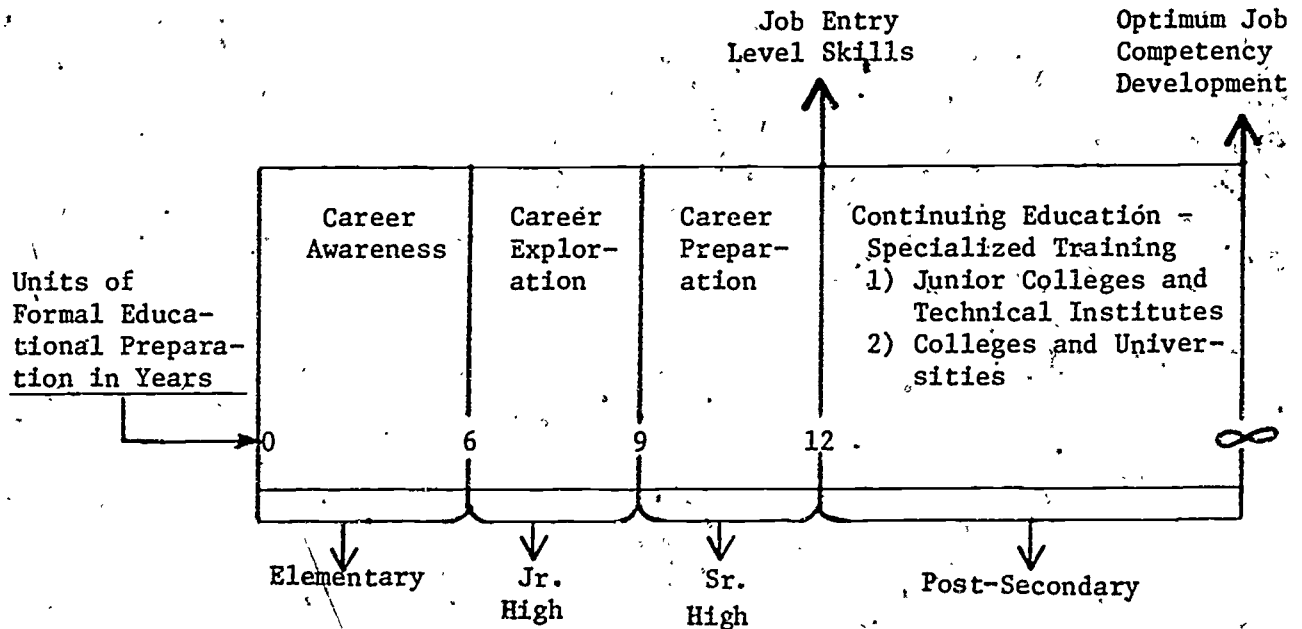 Job Entry
Level Skills
Optimum Job
Competency
Development
Units of
Formal Educa-
tional Prepara-
tion in Years
Career
Awareness
Career
Explor-
ation
Career
Prepar-
ation
Continuing Education -
Specialized Training
1) Junior Colleges and
Technical Institutes
2) Colleges and Univer-
sities
0 6 9 12 ∞
Elementary
Jr.
High
Sr.
High
Post-Secondary